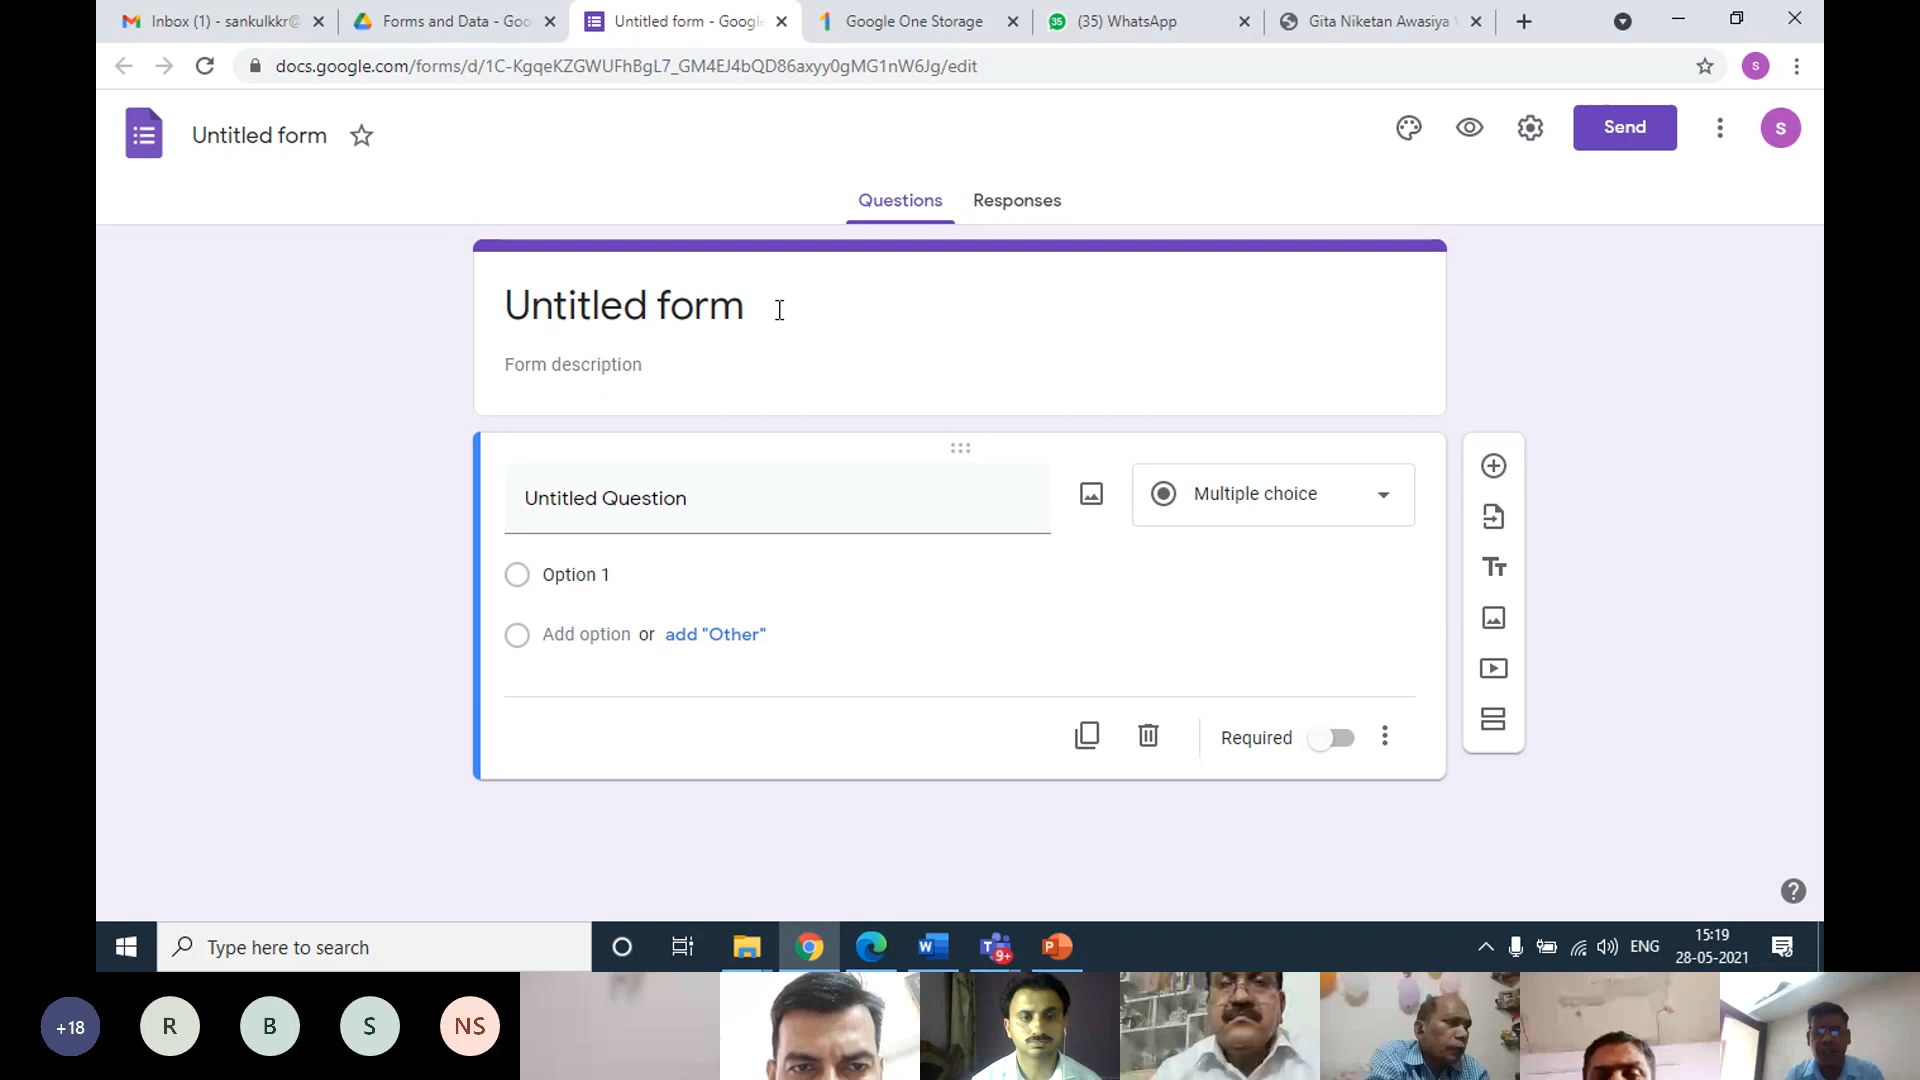 Inbox (1) - sankulkkr@
Forms and Data - Goo
Untitled form - Google
Google One Storage
35
(35) WhatsApp
Gita Niketan Awasiya
docs.google.com/forms/d/1C-KgqeKZGWUFhBgL7_GM4EJ4bQD86axyy0gMG1nW6Jg/edit
S
Untitled form
Send
S
Questions
Responses
Untitled form
Form description
Untitled Question
Multiple choice
Option 1
Add option or add "Other"
Required
Type here to search
9+
ENG
15:19
28-05-2021
+18
R
B
S
NS